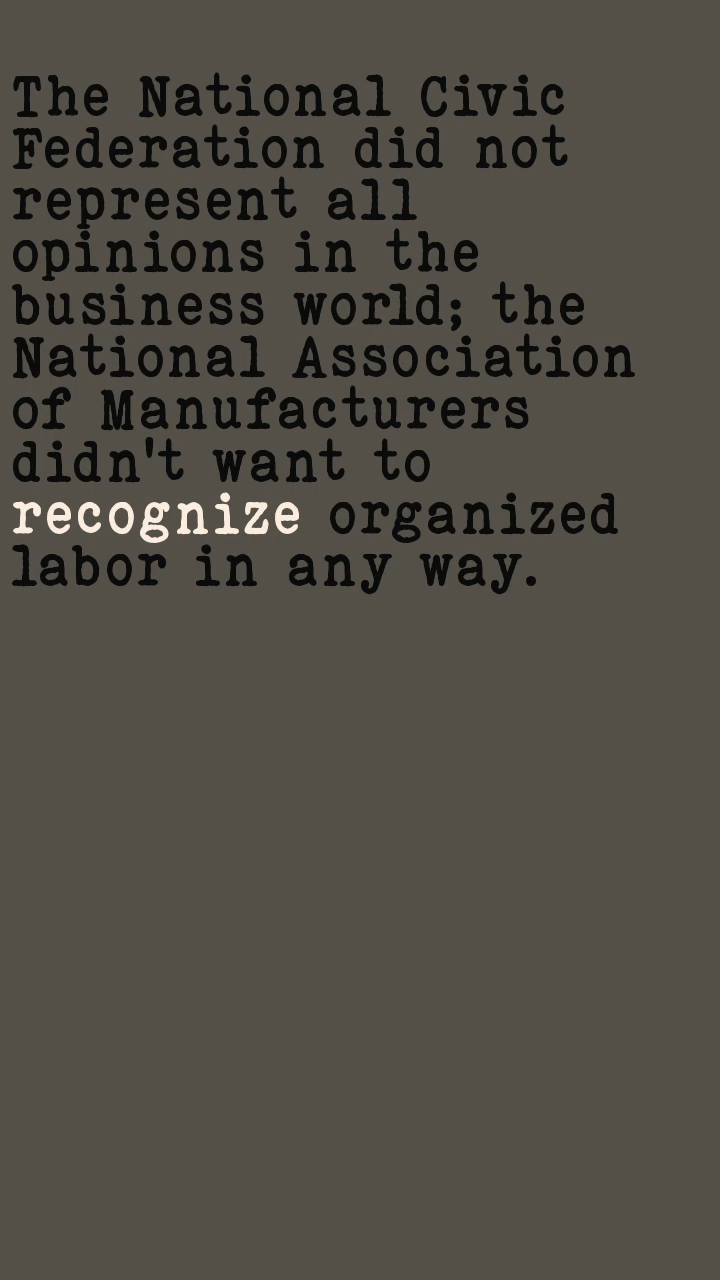 The National Civic
Federation did not
represent all
opinions in the
business world; the
National Association
of Manufacturers
didn't want to
recognize organized
labor in any way.